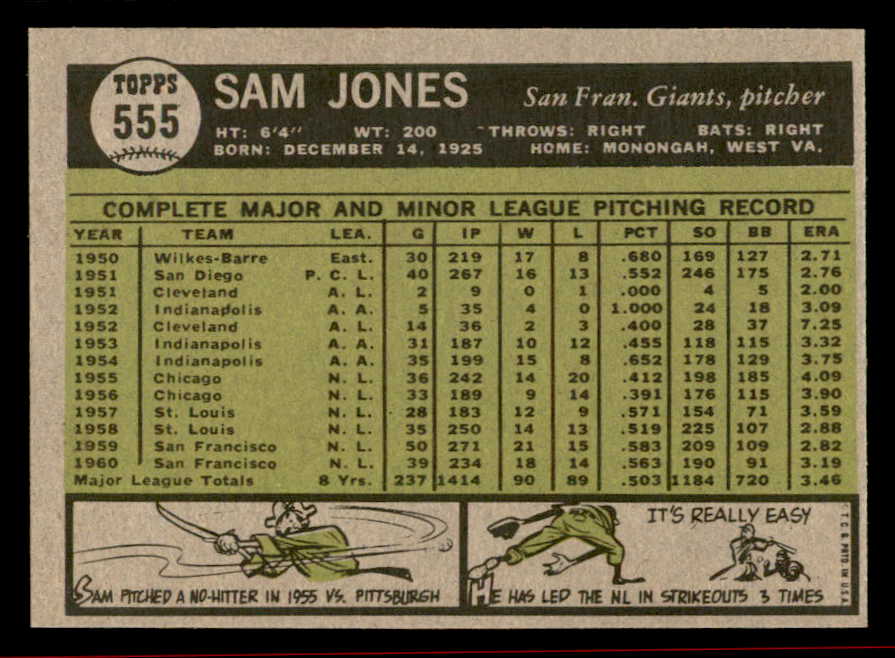 TOPPS
555
SAM JONES
San Fran. Giants, pitcher
HT: 6'4" WT: 200 THROWS: RIGHT BATS: RIGHT
BORN: DECEMBER 14, 1925 HOME: MONONGAH, WEST VA.
COMPLETE MAJOR AND MINOR LEAGUE PITCHING RECORD
YEAR TEAM LEA. G IP W L PCT SO BB ERA
1950 Wilkes-Barre East. 30 219 17 8 .680 169 127 2.71
1951 San Diego P. C. L. 40 267 16 13 .552 246 175 2.76
1951 Cleveland A. L. 2 9 0 1 .000 4 5 2.00
1952 Indianapolis A. A. 5 35 4 0 1.000 24 18 3.09
1952 Cleveland A. L. 14 36 2 3 .400 28 37 7.25
1953 Indianapolis A. A. 31 187 10 12 .455 118 115 3.32
1954 Indianapolis A. A. 35 199 15 8 .652 178 129 3.75
1955 Chicago N. L. 36 242 14 20 .412 198 185 4.09
1956 Chicago N. L. 33 189 9 14 .391 176 115 3.90
1957 St. Louis N. L. 28 183 12 9 .571 154 71 3.59
1958 St. Louis N. L. 35 250 14 13 .519 225 107 2.88
1959 San Francisco N. L. 50 271 21 15 .583 209 109 2.82
1960 San Francisco N. L. 39 234 18 14 .563 190 91 3.19
Major League Totals 8 Yrs. 237 1414 90 89 .503 1184 720 3.46
SAM PITCHED A NO-HITTER IN 1955 VS. PITTSBURGH
IT'S REALLY EASY
HE HAS LED THE NL IN STRIKEOUTS 3 TIMES
T. C. G. PRTD. IN U.S.A.